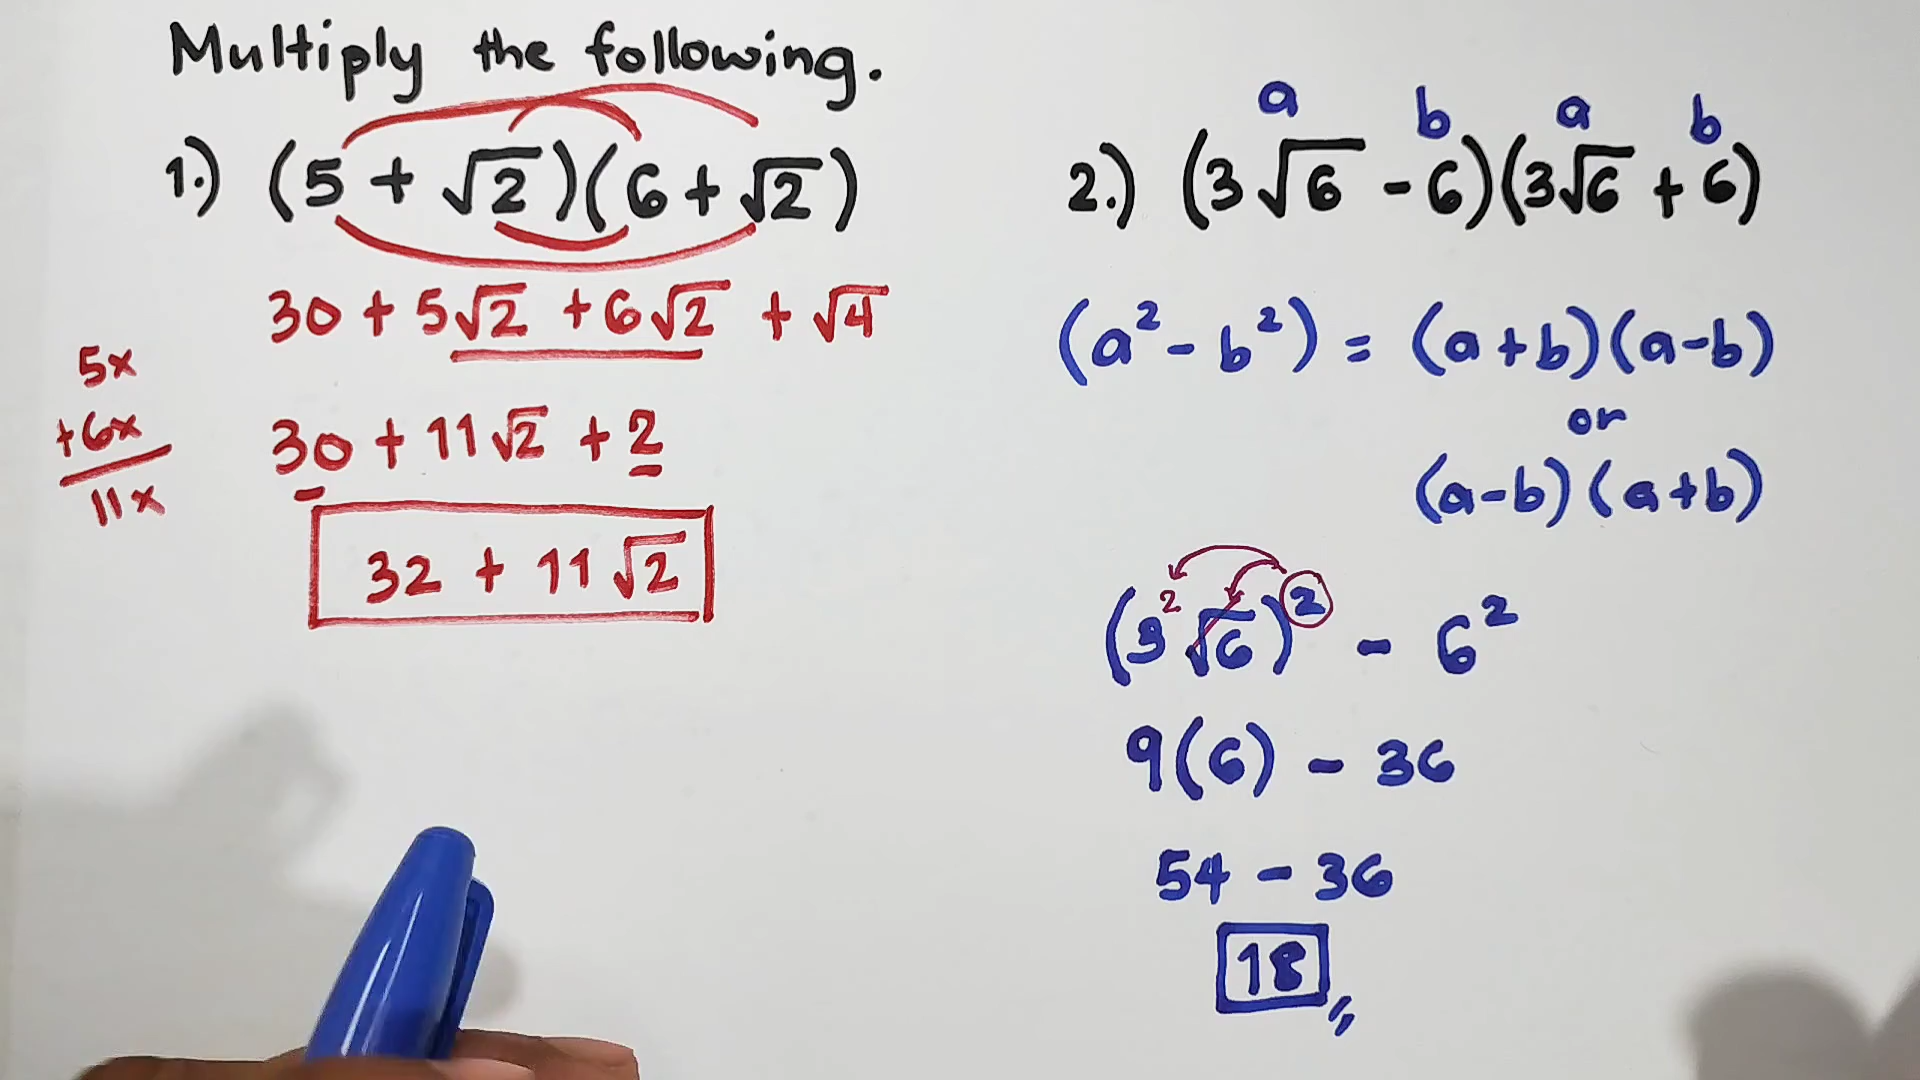 Multiply the following.
1.) (5 + √2)(6 + √2)
30 + 5√2 + 6√2 + √4
5x
+6x
11x
30 + 11√2 + 2
32 + 11√2
a b a b
2.) (3√6 - 6)(3√6 + 6)
(a² - b²) = (a + b)(a - b)
or
(a - b)(a + b)
2
(3√6)² - 6²
9(6) - 36
54 - 36
18